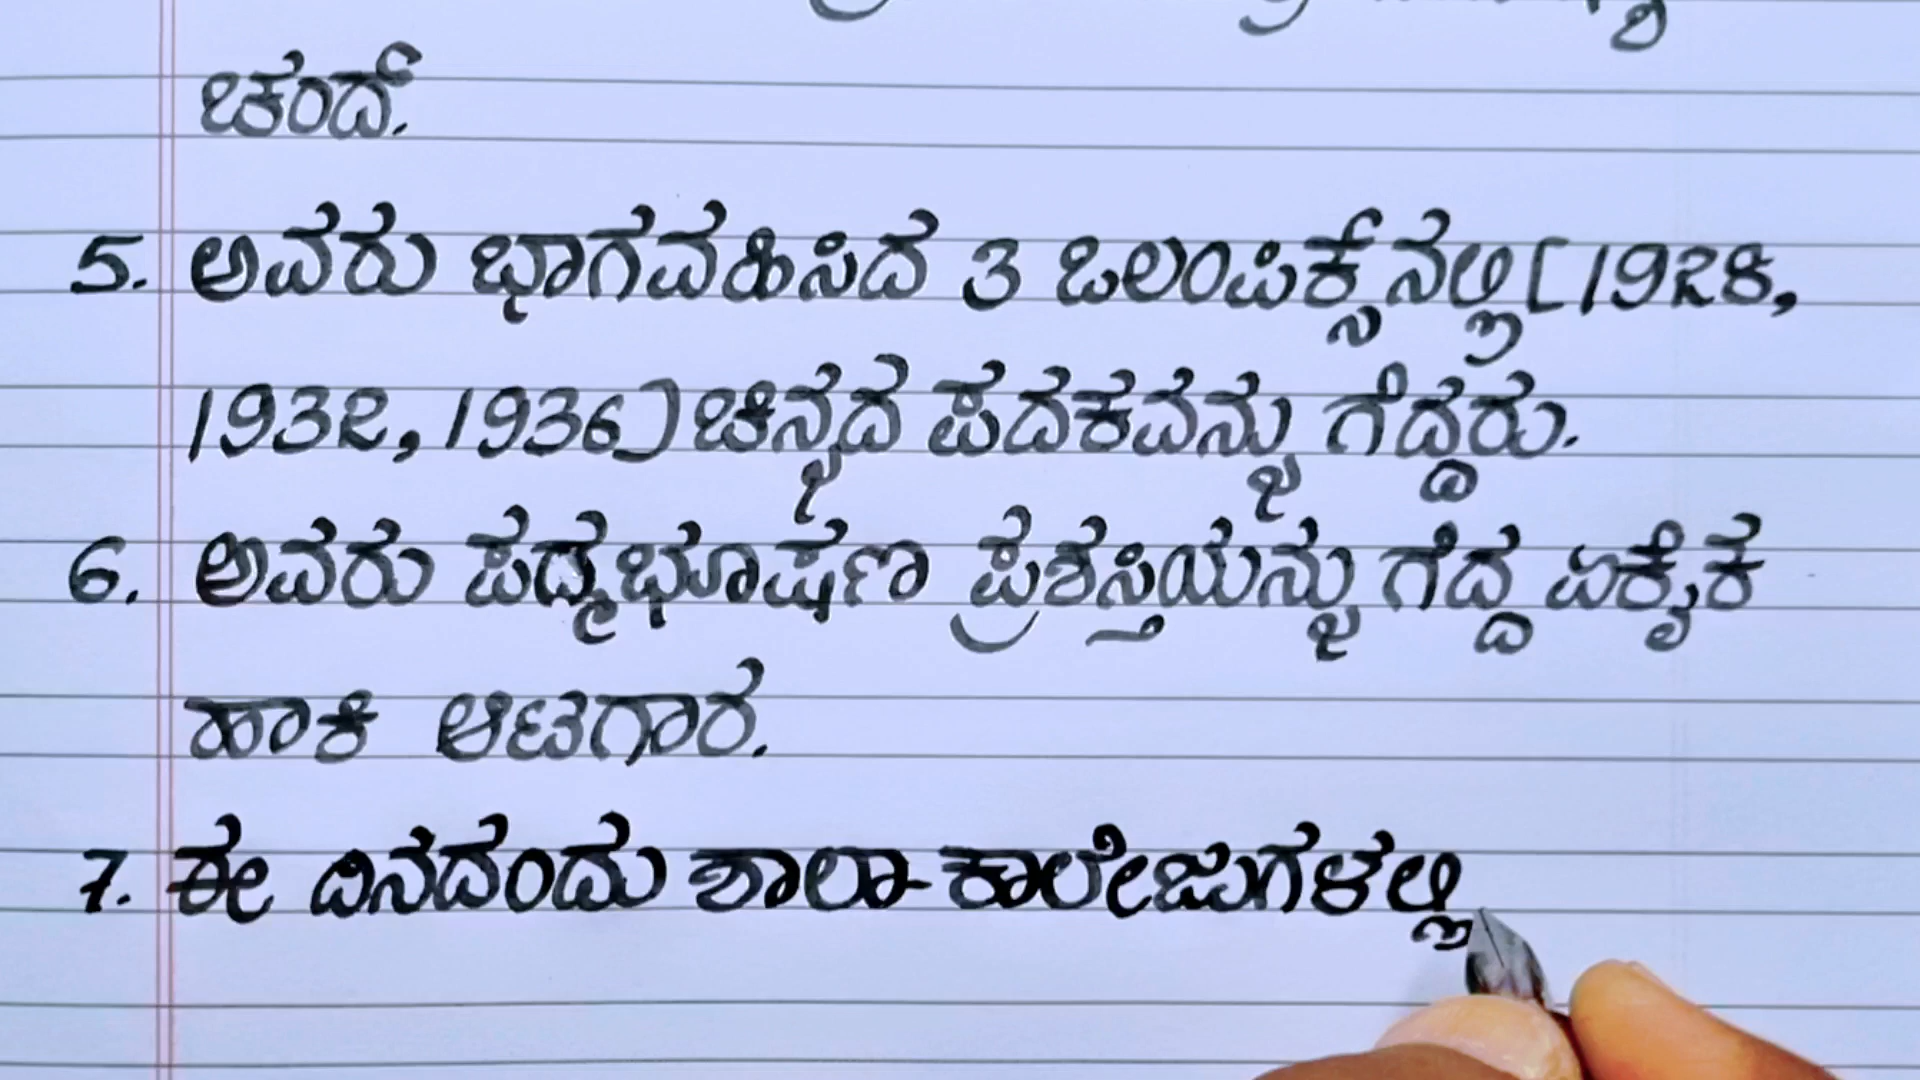 ಚಂದ್.
5. ಅವರು ಭಾಗವಹಿಸಿದ 3 ಒಲಂಪಿಕ್ಸ್‌ನಲ್ಲಿ [1928,
1932, 1936] ಚಿನ್ನದ ಪದಕವನ್ನು ಗೆದ್ದರು.
6. ಅವರು ಪದ್ಮಭೂಷಣ ಪ್ರಶಸ್ತಿಯನ್ನು ಗೆದ್ದ ಏಕೈಕ
ಹಾಕಿ ಆಟಗಾರ.
7. ಈ ದಿನದಂದು ಶಾಲಾ-ಕಾಲೇಜುಗಳಲ್ಲಿ